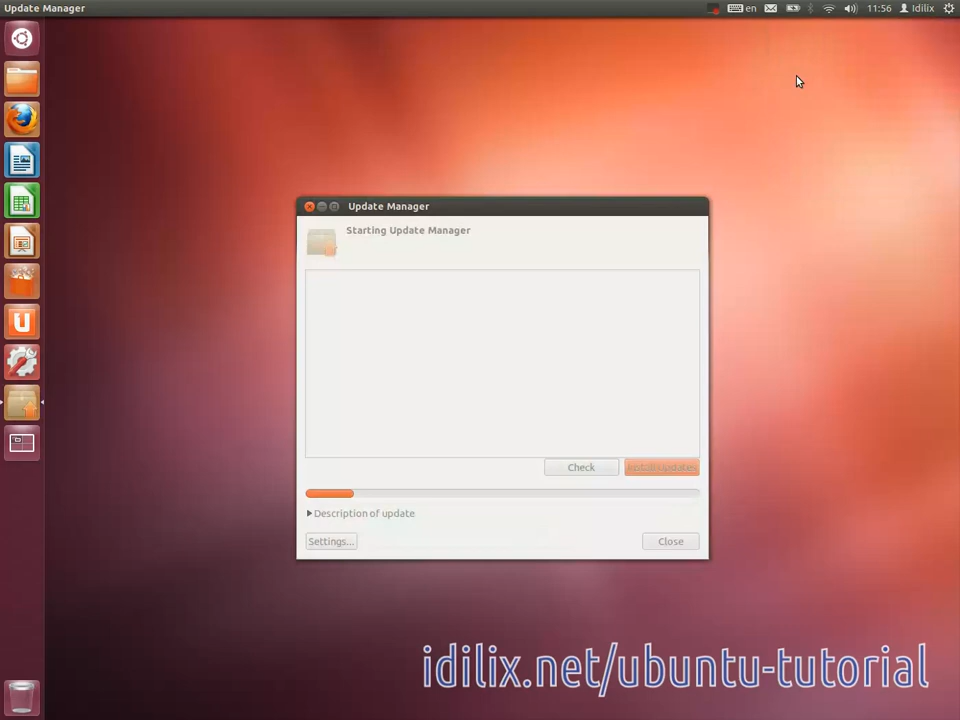 Update Manager
en
11:56
Idilix
Update Manager
Starting Update Manager
Check
Install Updates
Description of update
Settings...
Close
idilix.net/ubuntu-tutorial